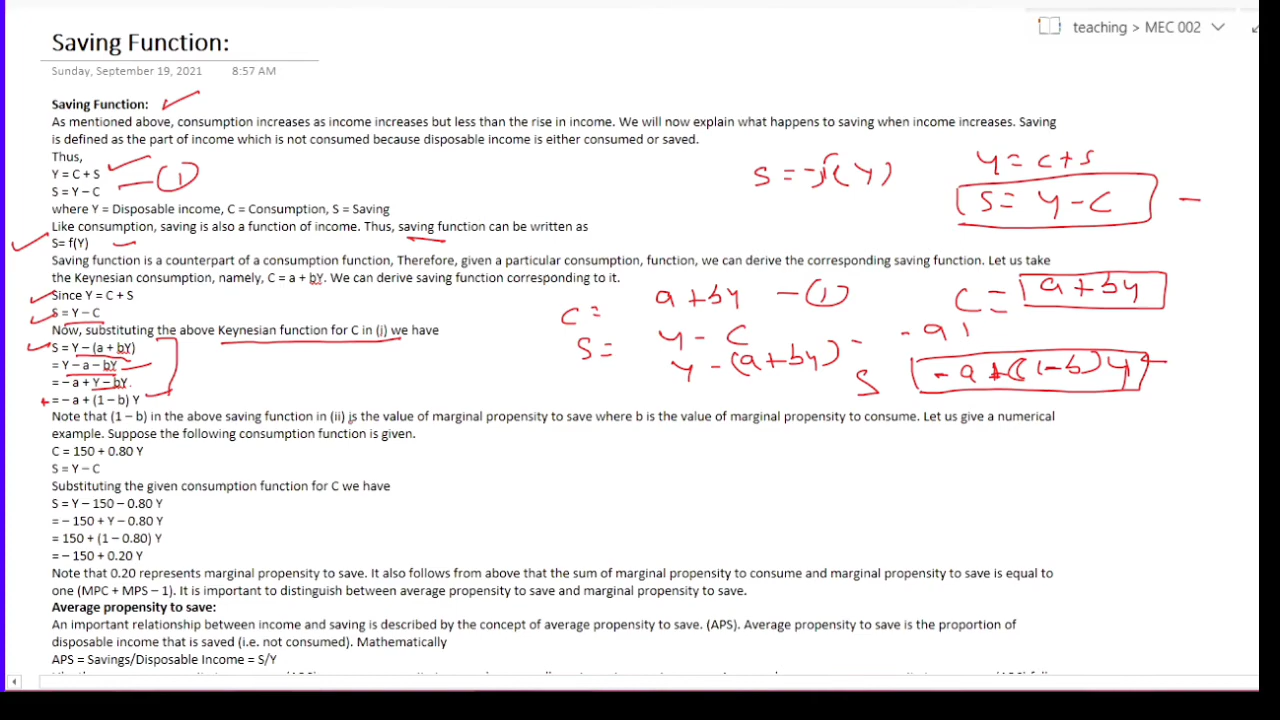 teaching > MEC 002
Saving Function:
Sunday, September 19, 2021 8:57 AM
Saving Function:
As mentioned above, consumption increases as income increases but less than the rise in income. We will now explain what happens to saving when income increases. Saving
is defined as the part of income which is not consumed because disposable income is either consumed or saved.
Thus,
Y = C + S
S = Y – C
where Y = Disposable income, C = Consumption, S = Saving
Like consumption, saving is also a function of income. Thus, saving function can be written as
S= f(Y)
Saving function is a counterpart of a consumption function, Therefore, given a particular consumption, function, we can derive the corresponding saving function. Let us take
the Keynesian consumption, namely, C = a + bY. We can derive saving function corresponding to it.
Since Y = C + S
S = Y – C
Now, substituting the above Keynesian function for C in (i) we have
S = Y – (a + bY)
= Y – a – bY
= – a + Y – bY.
= – a + (1 – b) Y
Note that (1 – b) in the above saving function in (ii) is the value of marginal propensity to save where b is the value of marginal propensity to consume. Let us give a numerical
example. Suppose the following consumption function is given.
C = 150 + 0.80 Y
S = Y – C
Substituting the given consumption function for C we have
S = Y – 150 – 0.80 Y
= – 150 + Y – 0.80 Y
= 150 + (1 – 0.80) Y
= – 150 + 0.20 Y
Note that 0.20 represents marginal propensity to save. It also follows from above that the sum of marginal propensity to consume and marginal propensity to save is equal to
one (MPC + MPS – 1). It is important to distinguish between average propensity to save and marginal propensity to save.
Average propensity to save:
An important relationship between income and saving is described by the concept of average propensity to save. (APS). Average propensity to save is the proportion of
disposable income that is saved (i.e. not consumed). Mathematically
APS = Savings/Disposable Income = S/Y
— (1)
S = f(Y)
Y = C + S
S = Y – C
C = a + by — (1)
C = a + by
S = Y – C
Y – (a + by)
S – a + (1 – b) Y